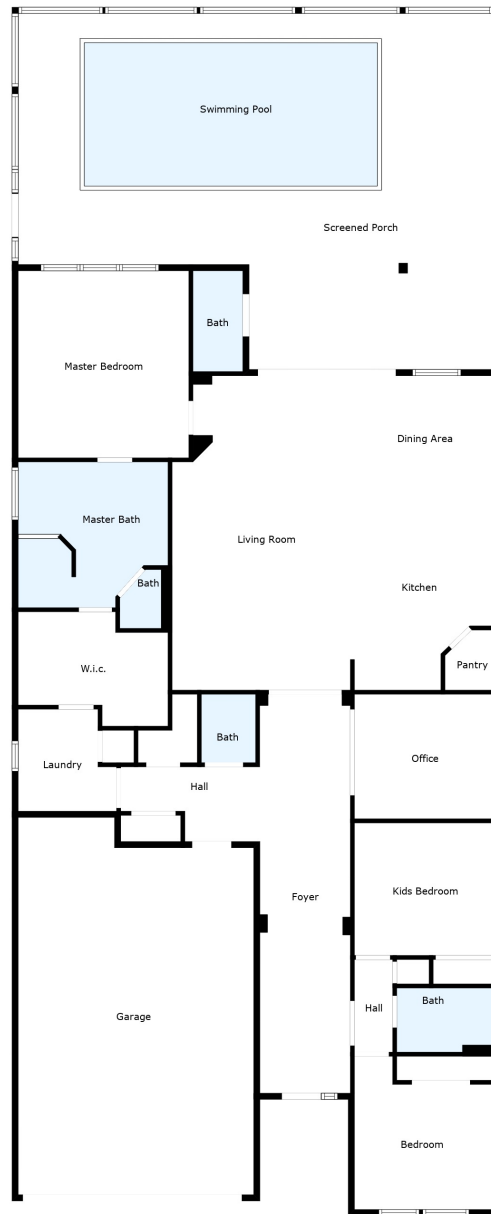 Swimming Pool
Screened Porch
Bath
Master Bedroom
Dining Area
Master Bath
Living Room
Bath
Kitchen
W.i.c.
Pantry
Bath
Office
Laundry
Hall
Kids Bedroom
Foyer
Bath
Hall
Garage
Bedroom